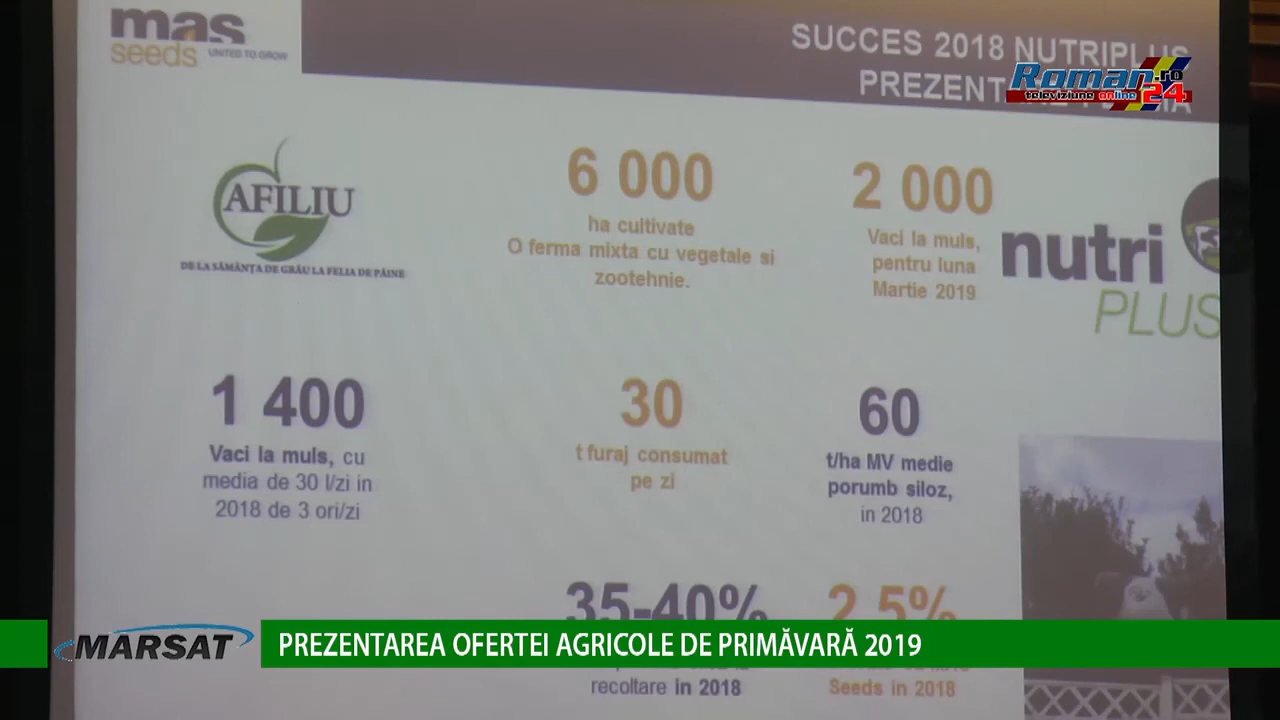 mas
seeds UNITED TO GROW
SUCCES 2018 NUTRIPLUS
PREZENT
Roman.ro
televiziune online 24
AFILIU
DE LA SĂMÂNȚA DE GRÂU LA FELIA DE PÂINE
6 000
ha cultivate
O ferma mixta cu vegetale si
zootehnie.
2 000
Vaci la muls,
pentru luna
Martie 2019
nutri
PLUS
1 400
Vaci la muls, cu
media de 30 l/zi in
2018 de 3 ori/zi
30
t furaj consumat
pe zi
60
t/ha MV medie
porumb siloz,
in 2018
35-40%
recoltare in 2018
2,5%
Seeds in 2018
MARSAT
PREZENTAREA OFERTEI AGRICOLE DE PRIMĂVARĂ 2019